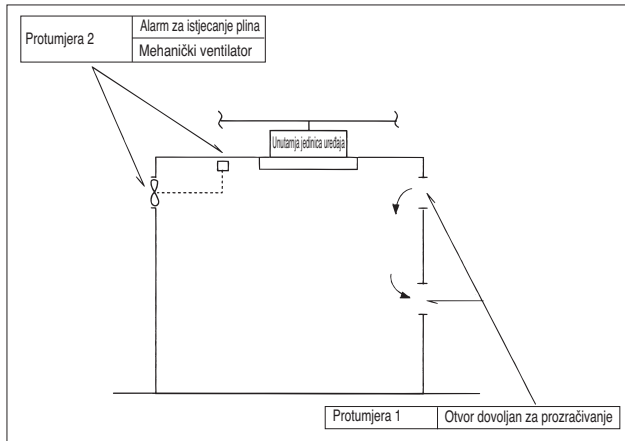 Protumjera 2
Alarm za istjecanje plina
Mehanički ventilator
Unutarnja jedinica uređaja
Protumjera 1
Otvor dovoljan za prozračivanje